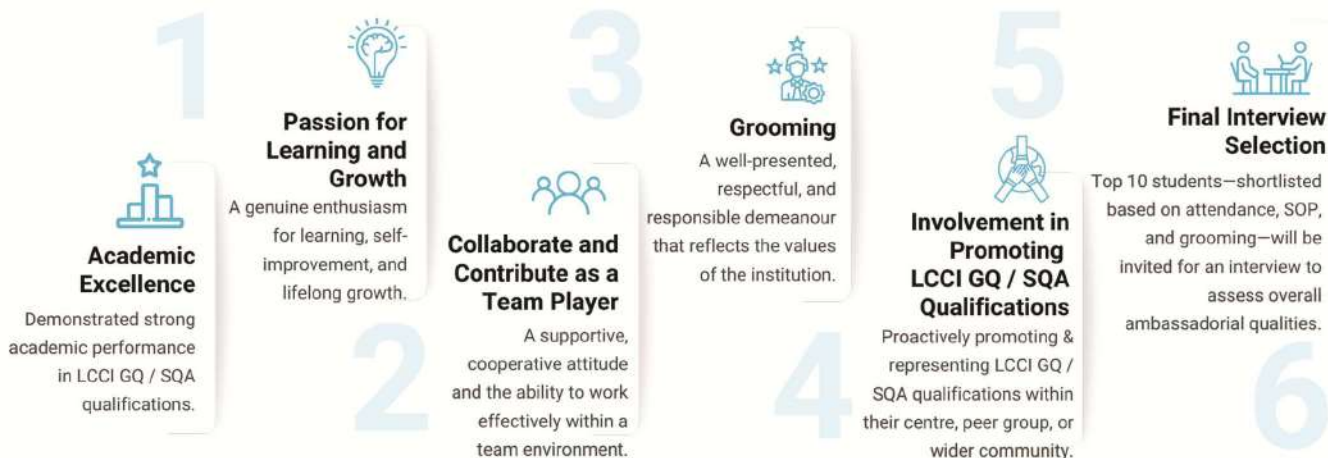 1
Academic
Excellence
Demonstrated strong
academic performance
in LCCI GQ / SQA
qualifications.
2
Passion for
Learning and
Growth
A genuine enthusiasm
for learning, self-
improvement, and
lifelong growth.
3
Collaborate and
Contribute as a
Team Player
A supportive,
cooperative attitude
and the ability to work
effectively within a
team environment.
4
Grooming
A well-presented,
respectful, and
responsible demeanour
that reflects the values
of the institution.
5
Involvement in
Promoting
LCCI GQ / SQA
Qualifications
Proactively promoting &
representing LCCI GQ /
SQA qualifications within
their centre, peer group, or
wider community.
6
Final Interview
Selection
Top 10 students—shortlisted
based on attendance, SOP,
and grooming—will be
invited for an interview to
assess overall
ambassadorial qualities.